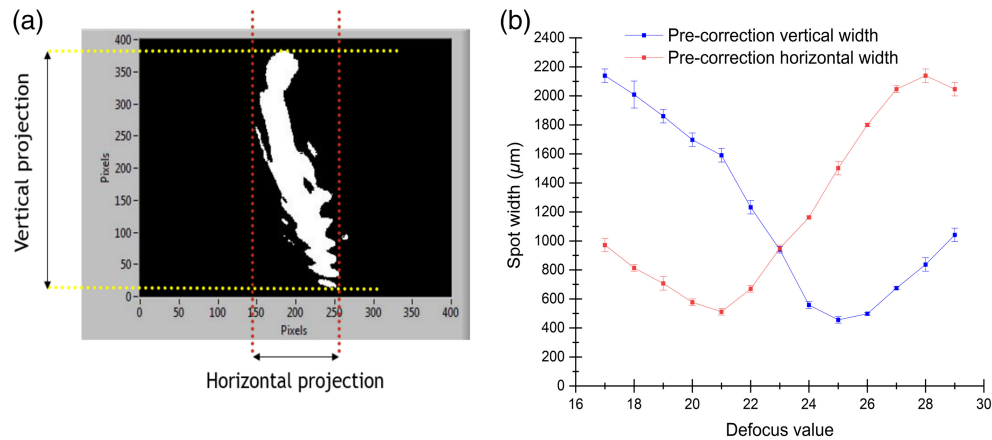 (a)
Vertical projection
Pixels
400
350
300
250
200
150
100
50
0
0 50 100 150 200 250 300 350 400
Pixels
Horizontal projection
(b)
Pre-correction vertical width
Pre-correction horizontal width
Spot width (µm)
2400
2200
2000
1800
1600
1400
1200
1000
800
600
400
200
0
16 18 20 22 24 26 28 30
Defocus value